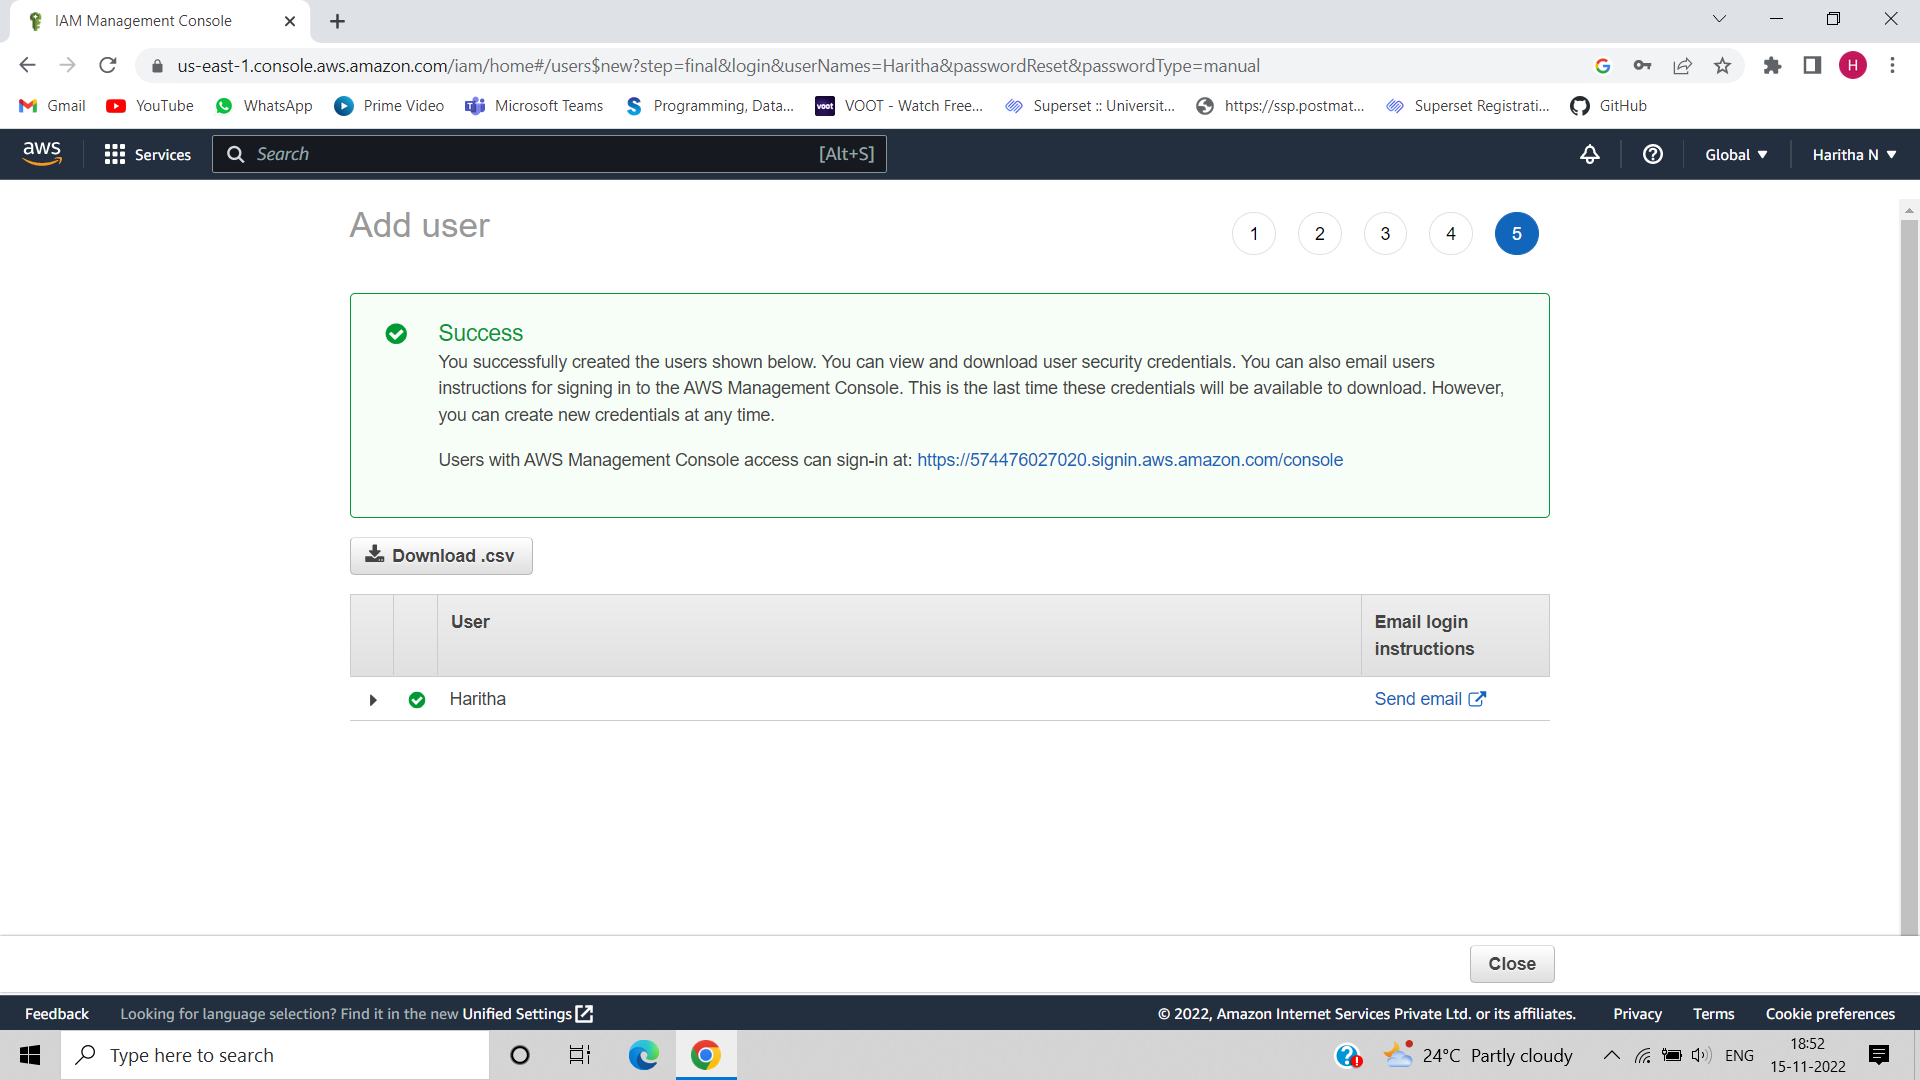 IAM Management Console
us-east-1.console.aws.amazon.com/iam/home#/users$new?step=final&login&userNames=Haritha&passwordReset&passwordType=manual
H
Gmail YouTube WhatsApp Prime Video Microsoft Teams Programming, Data... VOOT - Watch Free... Superset :: Universit... https://ssp.postmat... Superset Registrati... GitHub
aws Services Search [Alt+S] Global Haritha N
Add user
1 2 3 4 5
Success
You successfully created the users shown below. You can view and download user security credentials. You can also email users
instructions for signing in to the AWS Management Console. This is the last time these credentials will be available to download. However,
you can create new credentials at any time.
Users with AWS Management Console access can sign-in at: https://574476027020.signin.aws.amazon.com/console
Download .csv
User
Email login
instructions
Haritha Send email
Close
Feedback Looking for language selection? Find it in the new Unified Settings © 2022, Amazon Internet Services Private Ltd. or its affiliates. Privacy Terms Cookie preferences
Type here to search
24°C Partly cloudy ENG
18:52
15-11-2022